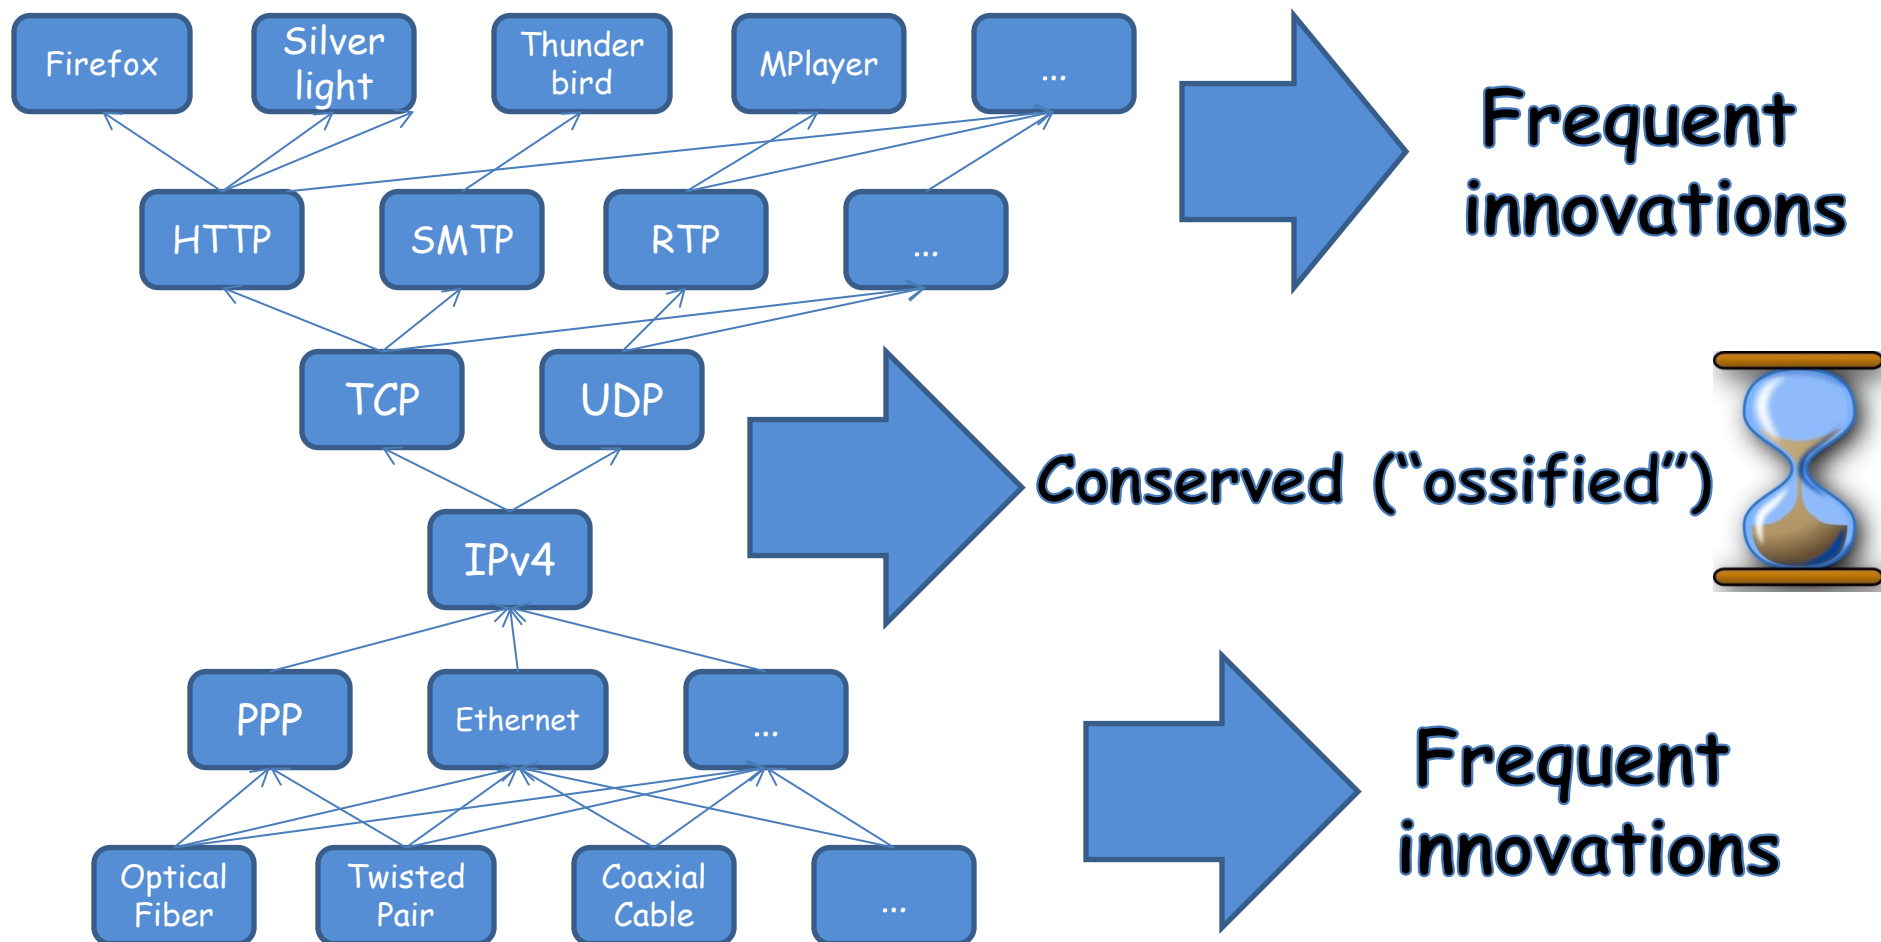 Firefox
Silver
light
Thunder
bird
MPlayer
...
Frequent
innovations
HTTP
SMTP
RTP
...
TCP
UDP
Conserved (“ossified”)
IPv4
PPP
Ethernet
...
Frequent
innovations
Optical
Fiber
Twisted
Pair
Coaxial
Cable
...